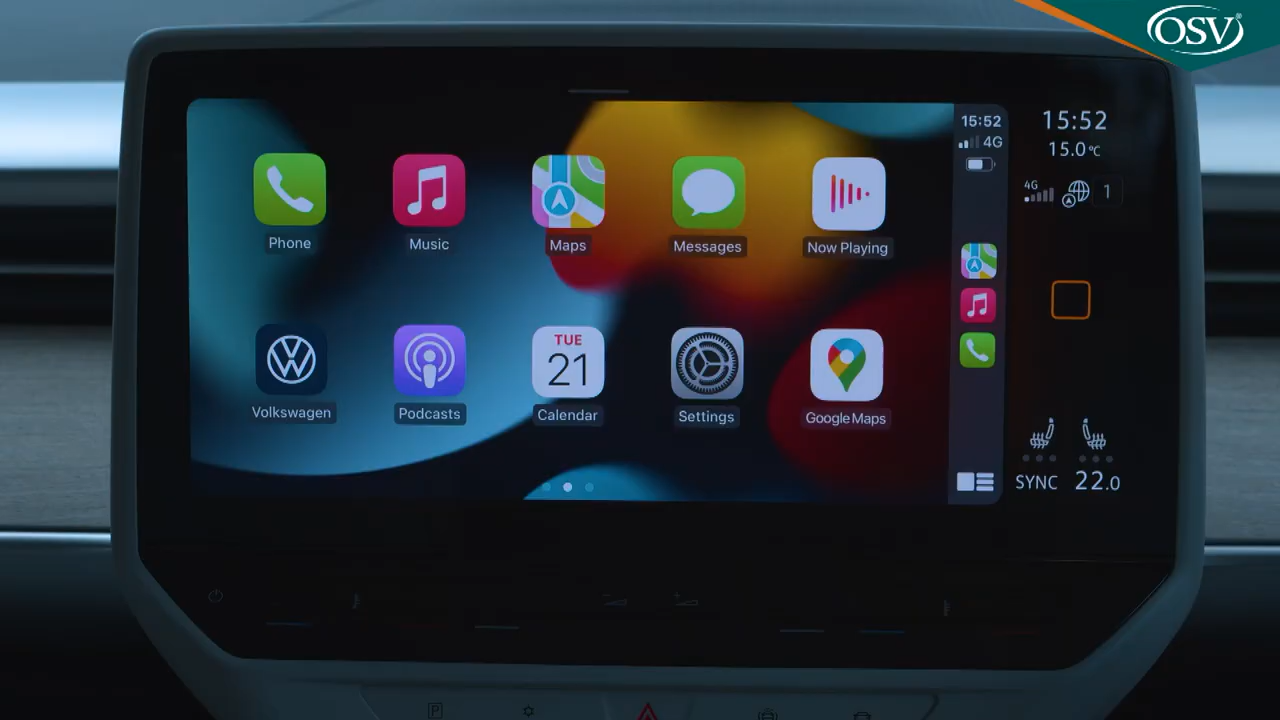 OSV
15:52
4G
15:52
15.0°C
4G
1
Phone
Music
Maps
Messages
Now Playing
Volkswagen
Podcasts
TUE
21
Calendar
Settings
Google Maps
SYNC 22.0
P